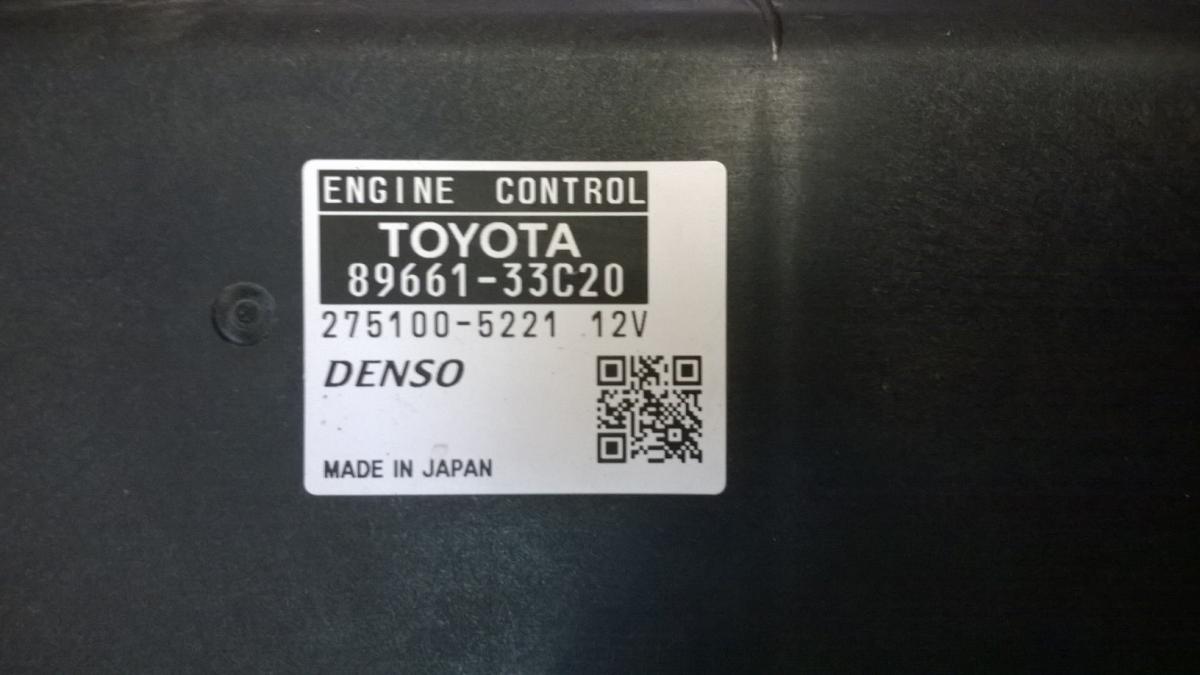 ENGINE CONTROL
TOYOTA
89661-33C20
275100-5221 12V
DENSO
MADE IN JAPAN